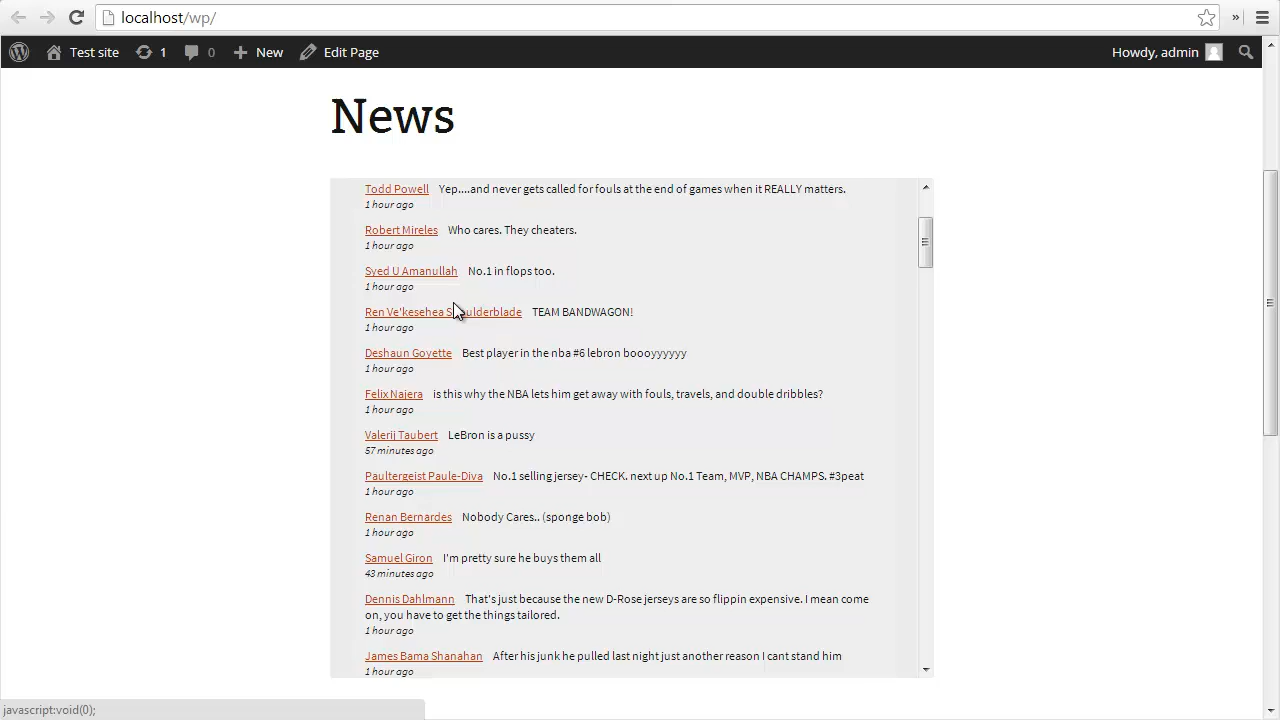 localhost/wp/
»
Test site 1 0 New Edit Page Howdy, admin
News
Todd Powell Yep....and never gets called for fouls at the end of games when it REALLY matters.
1 hour ago
Robert Mireles Who cares. They cheaters.
1 hour ago
Syed U Amanullah No.1 in flops too.
1 hour ago
Ren Ve'kesehea TEAM BANDWAGON!
1 hour ago
Deshaun Goyette Best player in the nba #6 lebron boooyyyyyy
1 hour ago
Felix Najera is this why the NBA lets him get away with fouls, travels, and double dribbles?
1 hour ago
Valerij Taubert LeBron is a pussy
57 minutes ago
Paultergeist Paule-Diva No.1 selling jersey- CHECK. next up No.1 Team, MVP, NBA CHAMPS. #3peat
1 hour ago
Renan Bernardes Nobody Cares.. (sponge bob)
1 hour ago
Samuel Giron I'm pretty sure he buys them all
43 minutes ago
Dennis Dahlmann That's just because the new D-Rose jerseys are so flippin expensive. I mean come
on, you have to get the things tailored.
1 hour ago
James Bama Shanahan After his junk he pulled last night just another reason I cant stand him
1 hour ago
javascript:void(0);